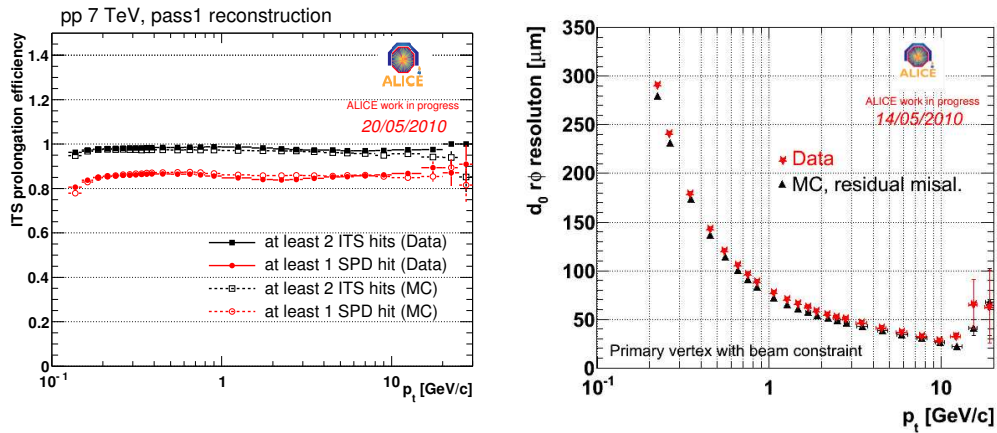 pp 7 TeV, pass1 reconstruction
ITS prolongation efficiency
1.4
1.2
1
0.8
0.6
0.4
0.2
0
ALICE
ALICE work in progress
20/05/2010
at least 2 ITS hits (Data)
at least 1 SPD hit (Data)
at least 2 ITS hits (MC)
at least 1 SPD hit (MC)
10⁻¹
1
10
pₜ [GeV/c]
d₀ rϕ resoluton [μm]
350
300
250
200
150
100
50
0
ALICE
ALICE work in progress
14/05/2010
Data
MC, residual misal.
Primary vertex with beam constraint
10⁻¹
1
10
pₜ [GeV/c]